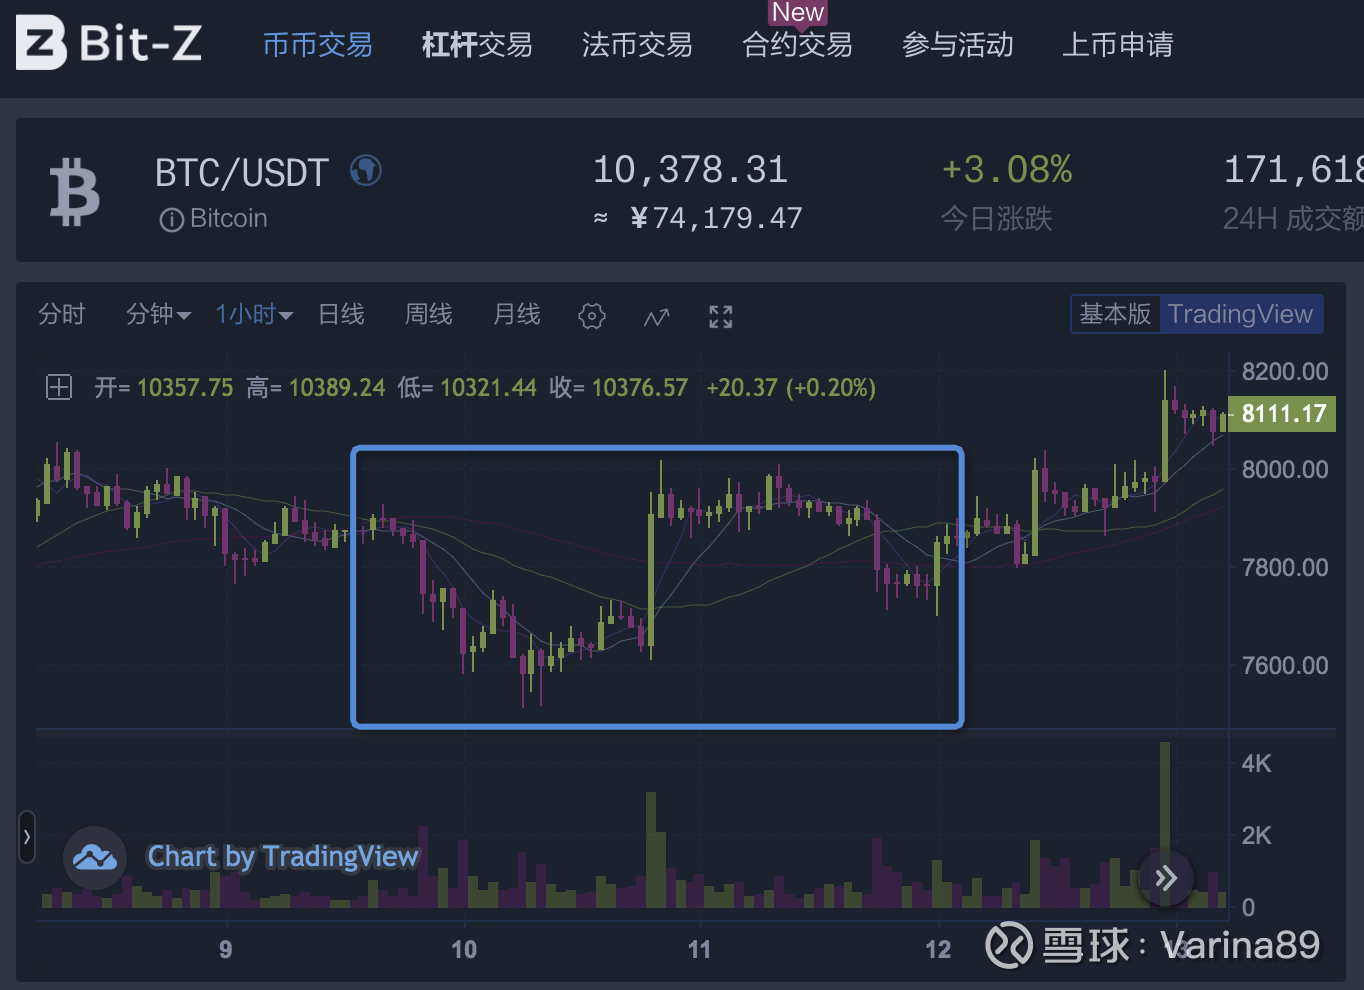 New
Bit-Z 币币交易 杠杆交易 法币交易 合约交易 参与活动 上币申请
BTC/USDT 10,378.31 +3.08% 171,618
Bitcoin ≈ ¥74,179.47 今日涨跌 24H 成交额
分时 分钟 1小时 日线 周线 月线 基本版 TradingView
开= 10357.75 高= 10389.24 低= 10321.44 收= 10376.57 +20.37 (+0.20%)
8200.00
8111.17
8000.00
7800.00
7600.00
4K
2K
Chart by TradingView
0
9 10 11 12 13
雪球：Varina89